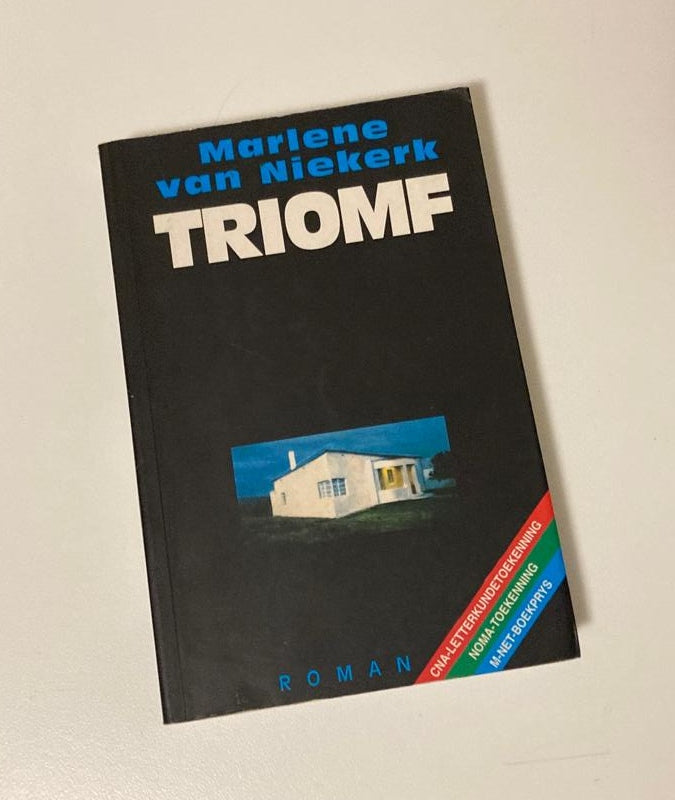 Marlene
van Niekerk
TRIOMF
CNA-LETTERKUNDETOEKENNING
NOMA-TOEKENNING
M-NET-BOEKPRYS
ROMAN